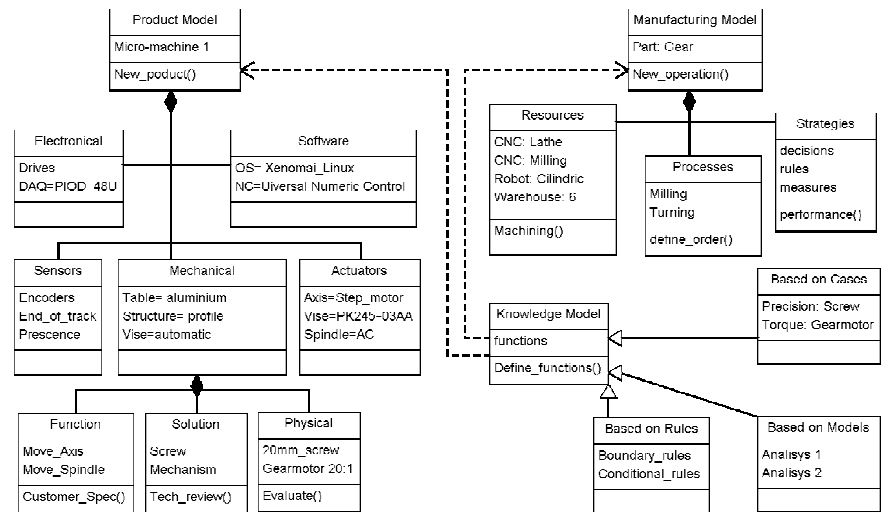 Product Model
Micro-machine 1
New_poduct()
Manufacturing Model
Part: Gear
New_operation()
Electronical
Drives
DAQ=PIOD_48U
Software
OS= Xenomai_Linux
NC=Uiversal Numeric Control
Resources
CNC: Lathe
CNC: Milling
Robot: Cilindric
Warehouse: 6
Machining()
Processes
Milling
Turning
define_order()
Strategies
decisions
rules
measures
performance()
Sensors
Encoders
End_of_track
Prescence
Mechanical
Table= aluminium
Structure= profile
Vise=automatic
Actuators
Axis=Step_motor
Vise=PK245-03AA
Spindle=AC
Knowledge Model
functions
Define_functions()
Based on Cases
Precision: Screw
Torque: Gearmotor
Function
Move_Axis
Move_Spindle
Customer_Spec()
Solution
Screw
Mechanism
Tech_review()
Physical
20mm_screw
Gearmotor 20:1
Evaluate()
Based on Rules
Boundary_rules
Conditional_rules
Based on Models
Analisys 1
Analisys 2